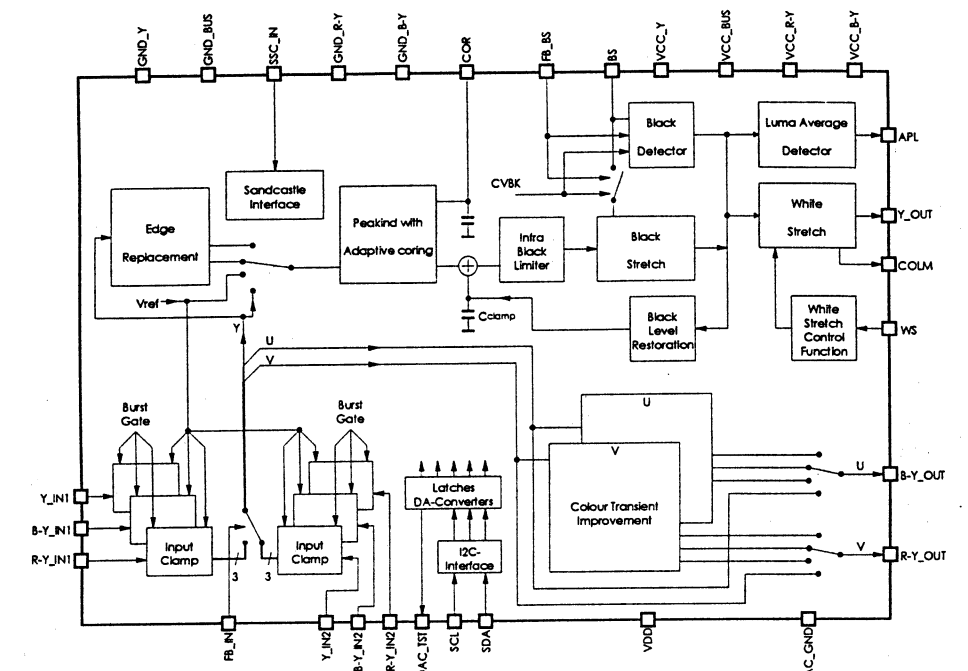 GND_Y
GND_BUS
SSC_IN
GND_R-Y
GND_B-Y
COR
FB_BS
BS
VCC_Y
VCC_BUS
VCC_R-Y
VCC_B-Y
Black
Detector
Luma Average
Detector
APL
CVBK
Sandcastle
Interface
Edge
Replacement
Peakind with
Adaptive coring
Infra
Black
Limiter
Black
Stretch
White
Stretch
Y_OUT
COLM
Vref
Cclamp
Black
Level
Restoration
White
Stretch
Control
Function
WS
Y
U
V
Burst
Gate
Burst
Gate
U
V
Y_IN1
B-Y_IN1
R-Y_IN1
Input
Clamp
3
3
Input
Clamp
Latches
DA-Converters
I2C-
Interface
Colour Transient
Improvement
U
B-Y_OUT
V
R-Y_OUT
FB_IN
Y_IN2
B-Y_IN2
R-Y_IN2
DAC_TST
SCL
SDA
VDD
AC_GND